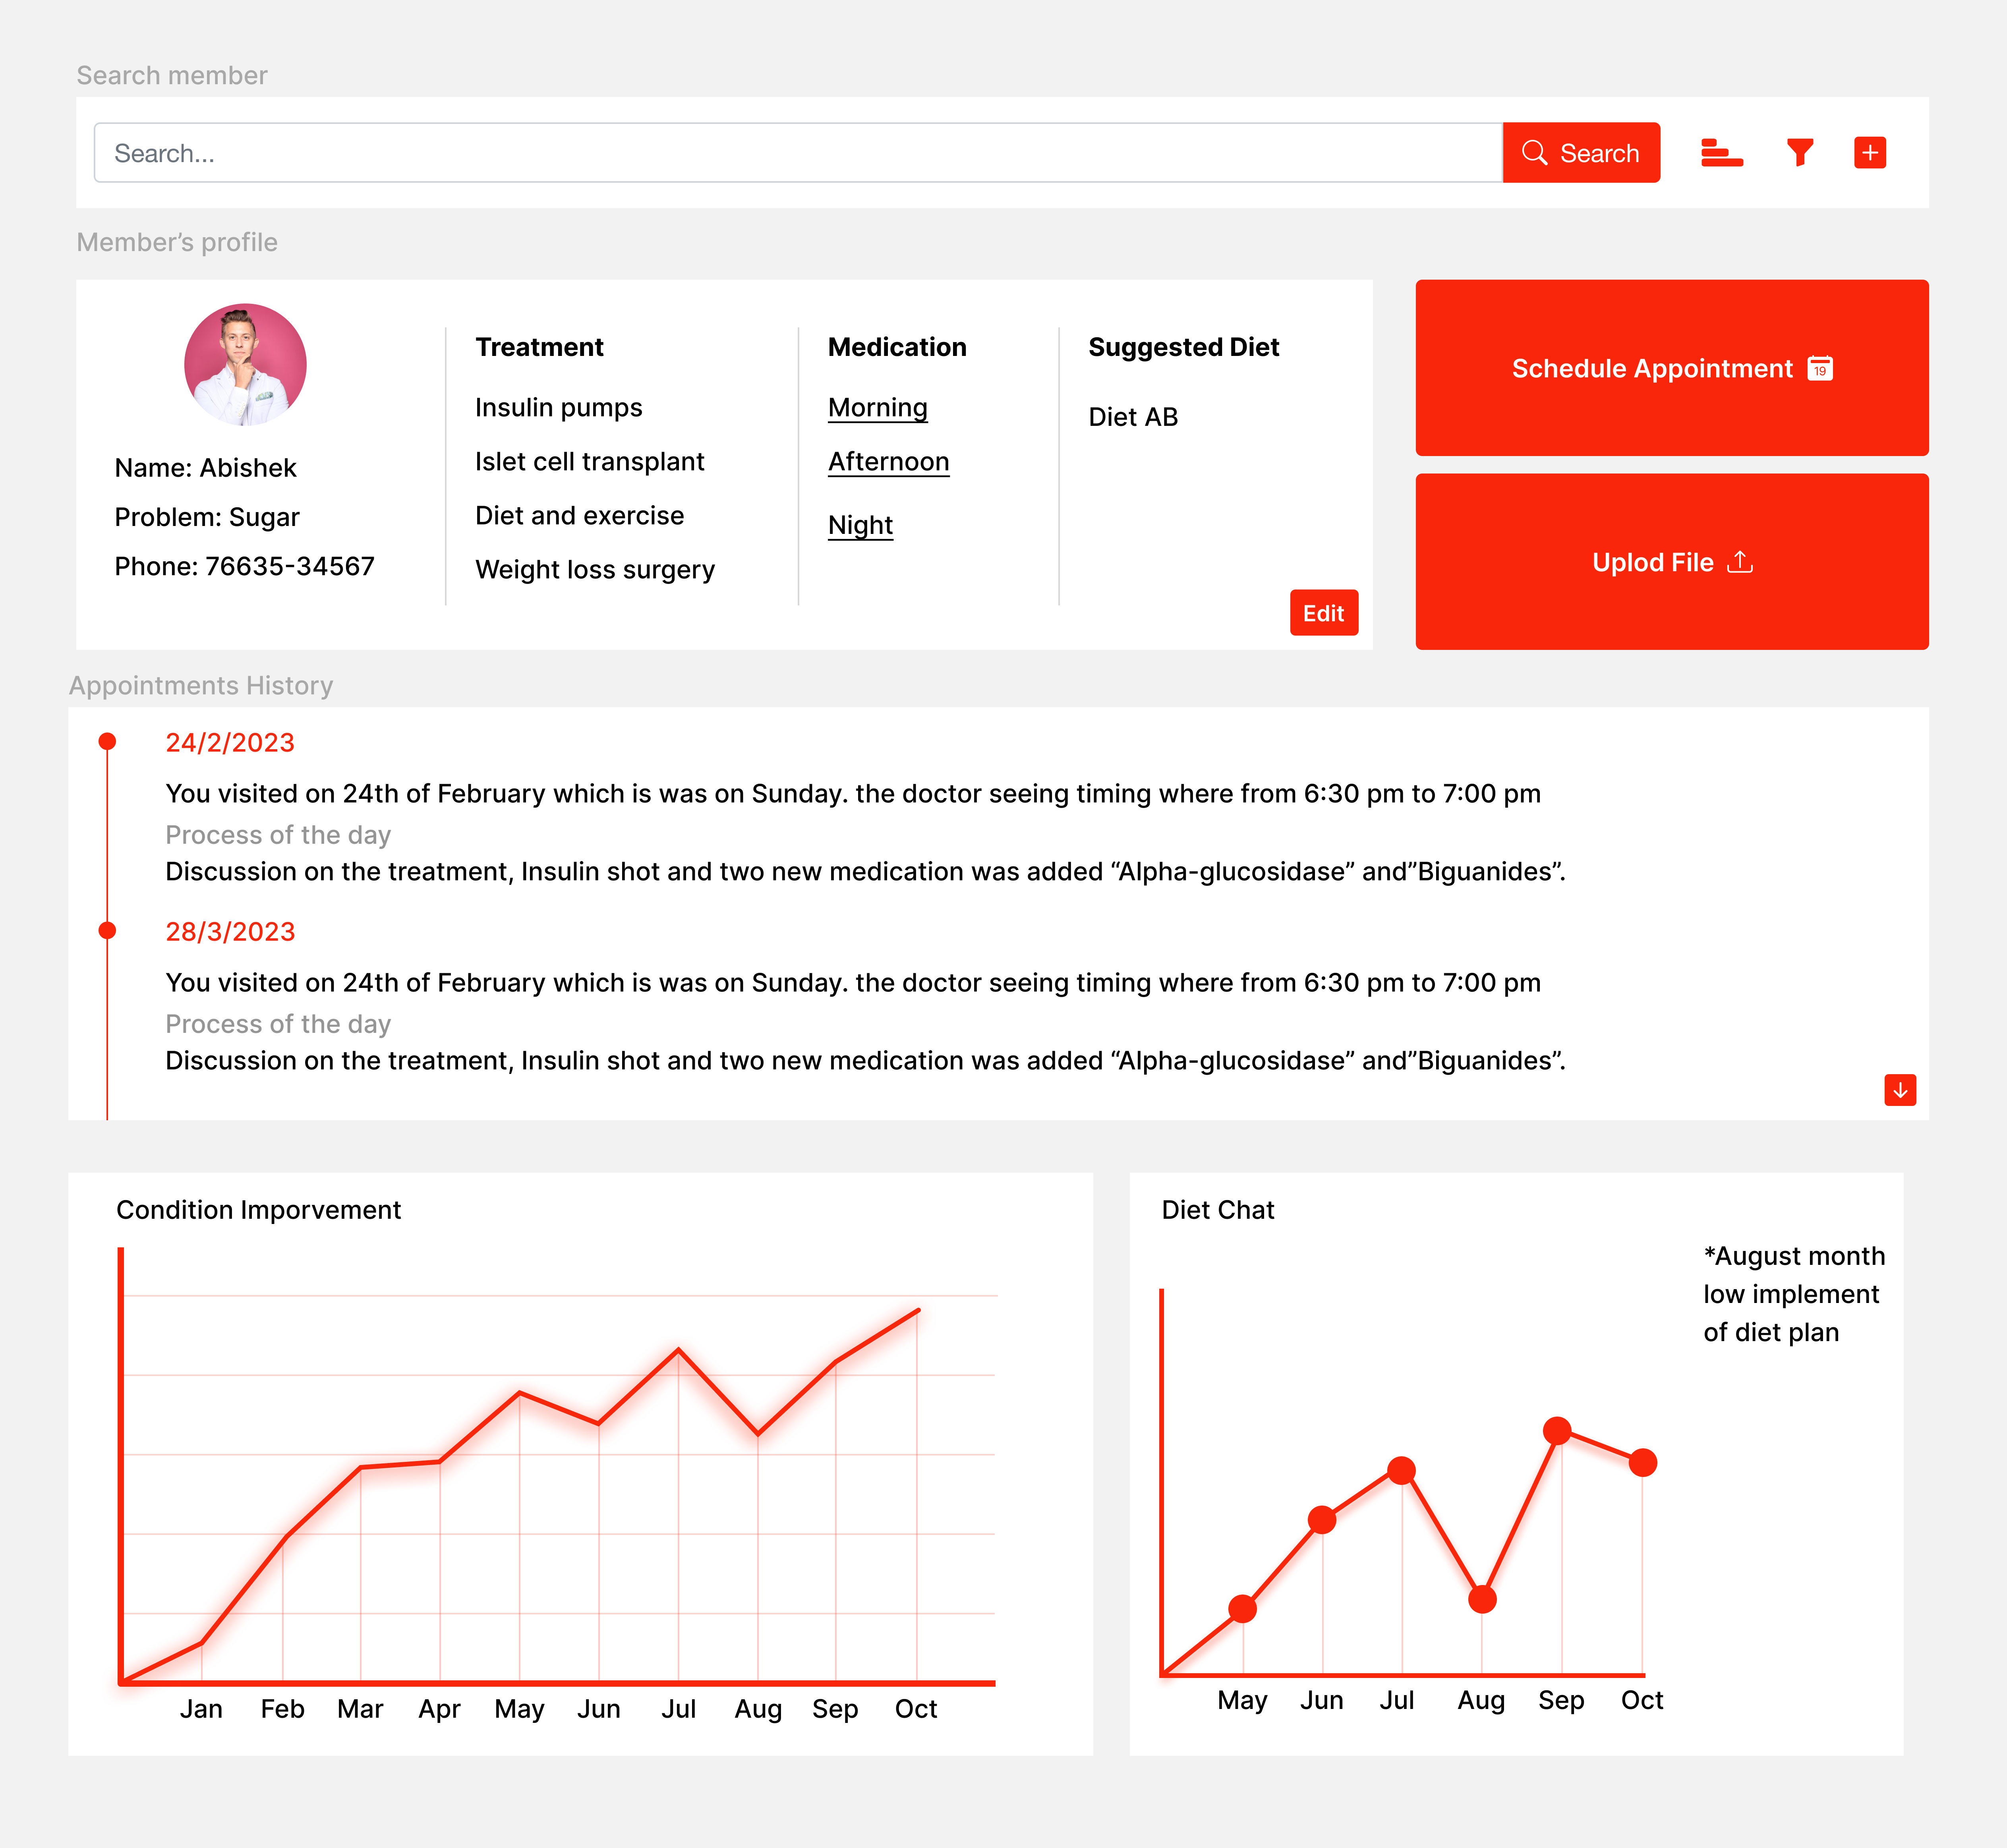 Search member
Search...
Search
Member’s profile
Name: Abishek
Problem: Sugar
Phone: 76635-34567
Treatment
Insulin pumps
Islet cell transplant
Diet and exercise
Weight loss surgery
Medication
Morning
Afternoon
Night
Suggested Diet
Diet AB
Edit
Schedule Appointment
19
Uplod File
Appointments History
24/2/2023
You visited on 24th of February which is was on Sunday. the doctor seeing timing where from 6:30 pm to 7:00 pm
Process of the day
Discussion on the treatment, Insulin shot and two new medication was added “Alpha-glucosidase” and”Biguanides”.
28/3/2023
You visited on 24th of February which is was on Sunday. the doctor seeing timing where from 6:30 pm to 7:00 pm
Process of the day
Discussion on the treatment, Insulin shot and two new medication was added “Alpha-glucosidase” and”Biguanides”.
Condition Imporvement
Jan Feb Mar Apr May Jun Jul Aug Sep Oct
Diet Chat
*August month
low implement
of diet plan
May Jun Jul Aug Sep Oct